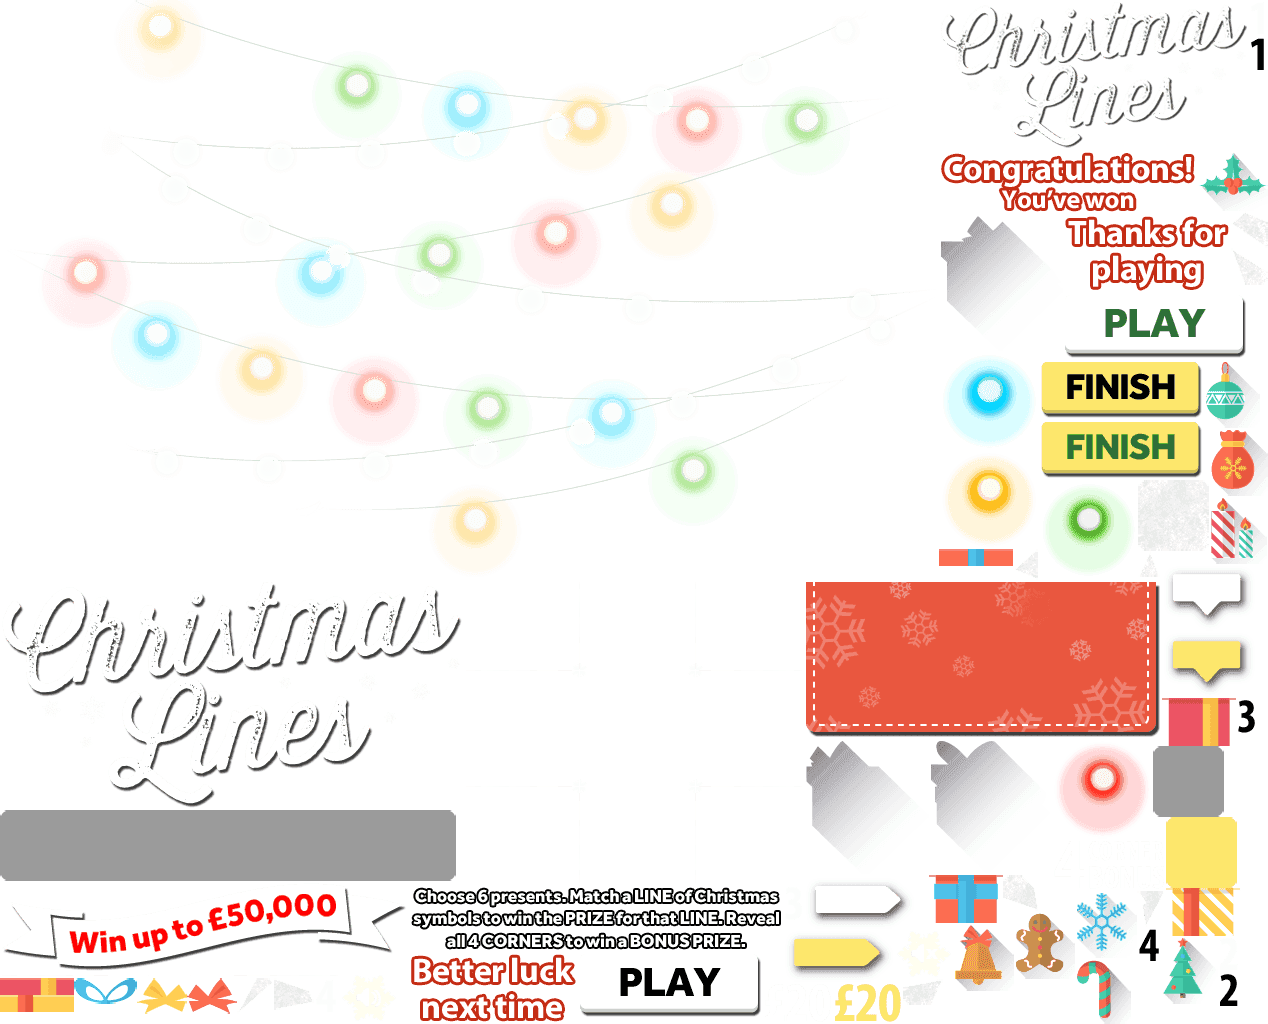 Christmas
Lines
1
Congratulations!
You've won
Thanks for
playing
PLAY
FINISH
FINISH
Christmas
Lines
3
Win up to £50,000
Choose 6 presents. Match a LINE of Christmas
symbols to win the PRIZE for that LINE. Reveal
all 4 CORNERS to win a BONUS PRIZE.
Better luck
next time
PLAY
£20
4
2